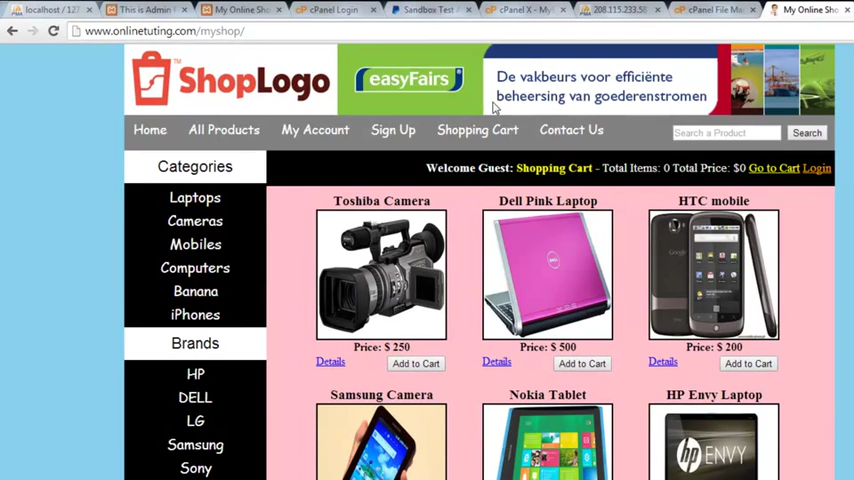 localhost / 127
This is Admin
My Online Sho
cPanel Login
Sandbox Test A
cPanel X - My
208.115.233.58
cPanel File Ma
My Online Sho
www.onlinetuting.com/myshop/
ShopLogo
TM
easyFairs
De vakbeurs voor efficiënte
beheersing van goederenstromen
Home All Products My Account Sign Up Shopping Cart Contact Us Search a Product Search
Categories
Welcome Guest: Shopping Cart - Total Items: 0 Total Price: $0 Go to Cart Login
Laptops
Cameras
Mobiles
Computers
Banana
iPhones
Brands
HP
DELL
LG
Samsung
Sony
Toshiba Camera Dell Pink Laptop HTC mobile
Google
DELL
Price: $ 250 Price: $ 500 Price: $ 200
Details Add to Cart Details Add to Cart Details Add to Cart
Samsung Camera Nokia Tablet HP Envy Laptop
hp ENVY